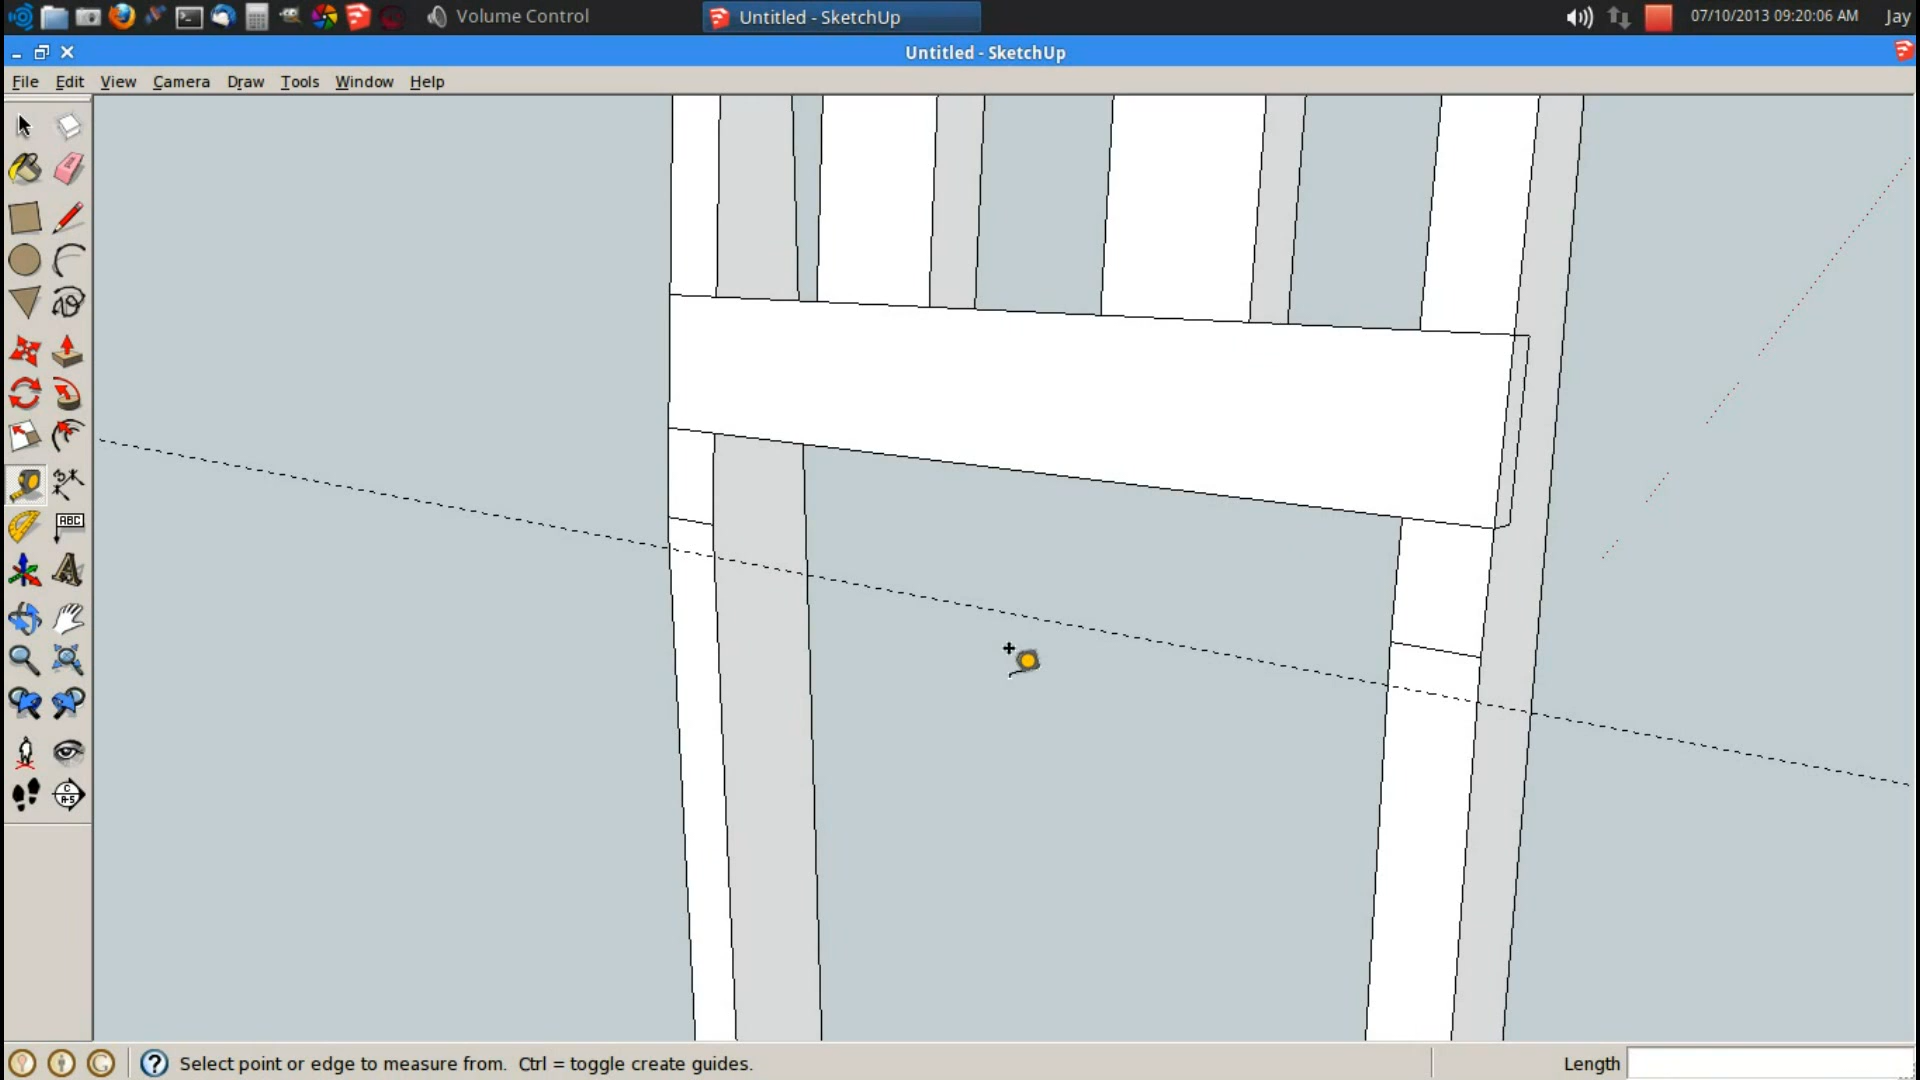 Volume Control
Untitled - SketchUp
07/10/2013 09:20:06 AM
Jay
Untitled - SketchUp
File Edit View Camera Draw Tools Window Help
ABC
A
Select point or edge to measure from. Ctrl = toggle create guides.
Length